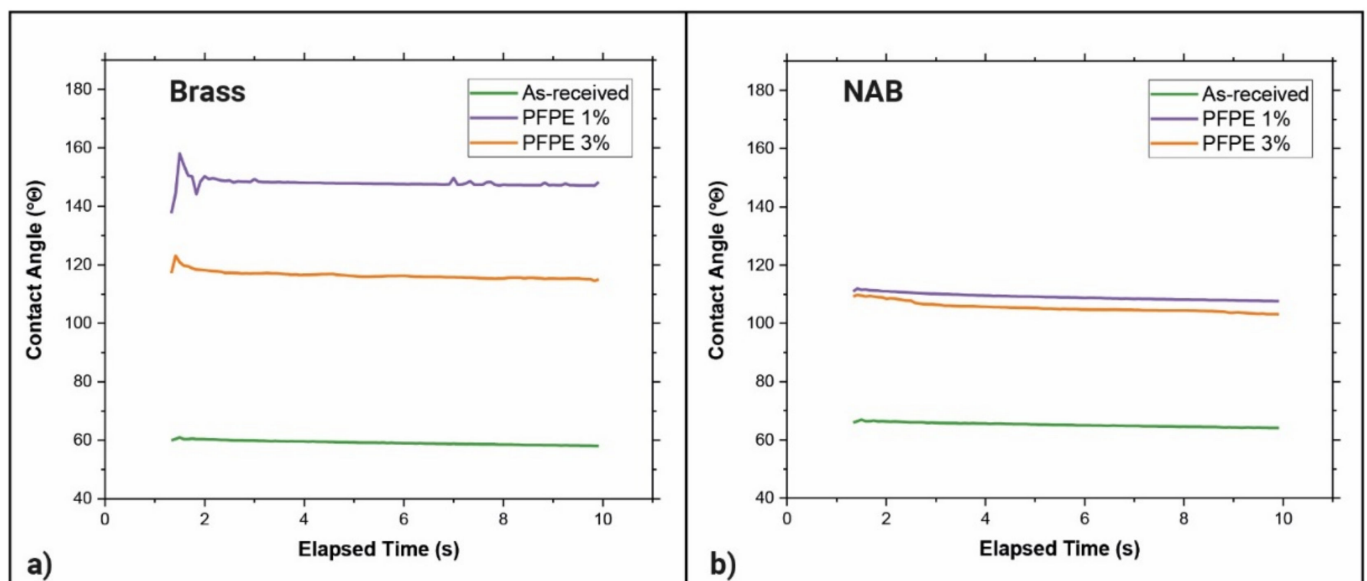 Brass
As-received
PFPE 1%
PFPE 3%
180
160
140
120
100
80
60
40
0
2
4
6
8
10
Contact Angle (°Θ)
Elapsed Time (s)
a)
NAB
As-received
PFPE 1%
PFPE 3%
180
160
140
120
100
80
60
40
0
2
4
6
8
10
Contact Angle (°Θ)
Elapsed Time (s)
b)